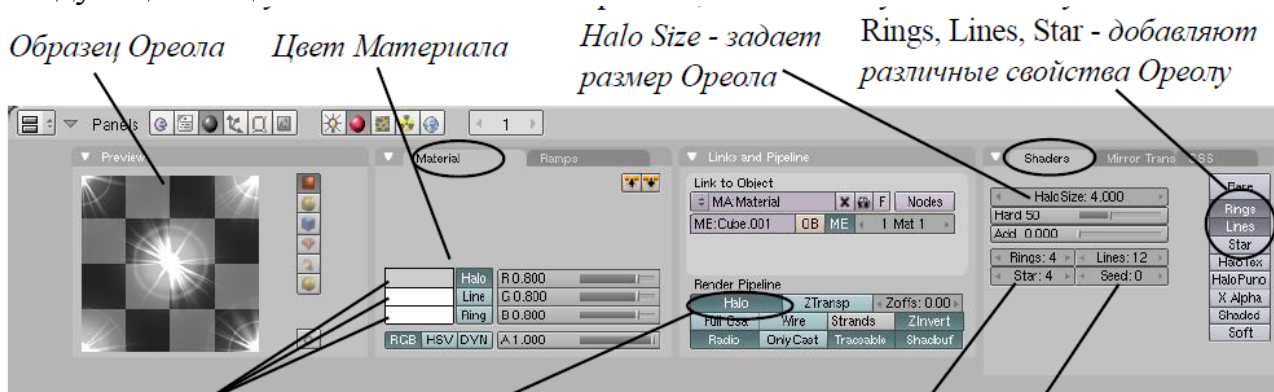 Образец Ореола
Цвет Материала
Halo Size - задает
размер Ореола
Rings, Lines, Star - добавляют
различные свойства Ореолу
Panels
1
Preview
Material
Ramps
Links and Pipeline
Shaders
Mirror Trans
SSS
Link to Object
MA:Material
X
F
Nodes
ME:Cube.001
OB
ME
1 Mat 1
Halo
R 0.800
Line
G 0.800
Ring
B 0.800
RGB
HSV
DYN
A 1.000
Render Pipeline
Halo
ZTransp
Zoffs: 0.00
Full Osa
Wire
Strands
ZInvert
Radio
OnlyCast
Traceable
Shadbuf
HaloSize: 4.000
Hard 50
Add 0.000
Rings: 4
Lines: 12
Star: 4
Seed: 0
Flare
Rings
Lines
Star
HaloTex
HaloPuno
X Alpha
Shaded
Soft